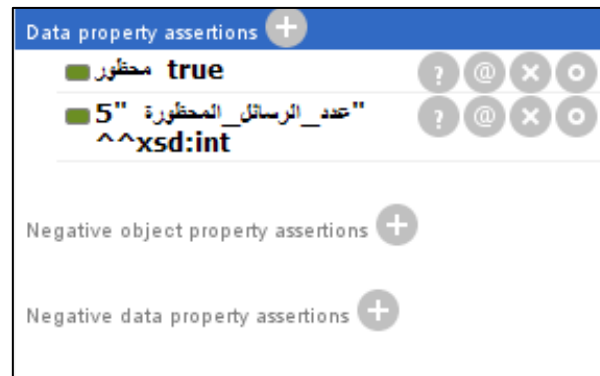 Data property assertions
محظور true
عدد_الرسائل_المحظورة "5"
^^xsd:int
Negative object property assertions
Negative data property assertions